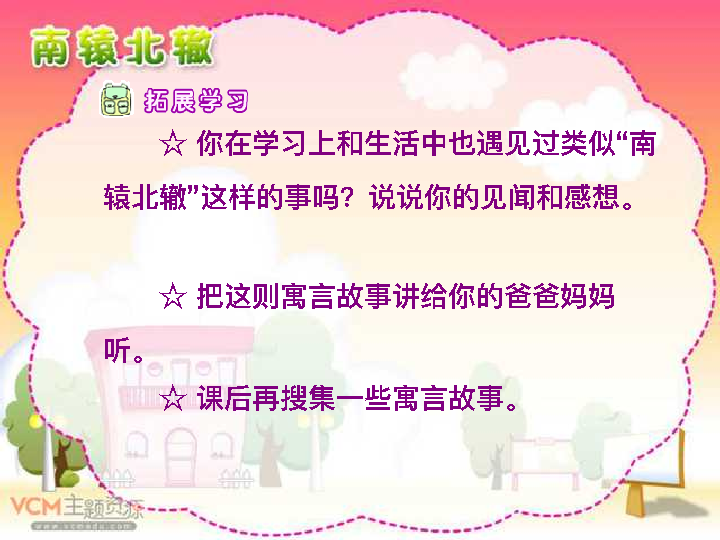 南辕北辙
拓展学习
☆ 你在学习上和生活中也遇见过类似“南
辕北辙”这样的事吗？说说你的见闻和感想。
☆ 把这则寓言故事讲给你的爸爸妈妈
听。
☆ 课后再搜集一些寓言故事。
VCM主题资源
www.vcmedu.com